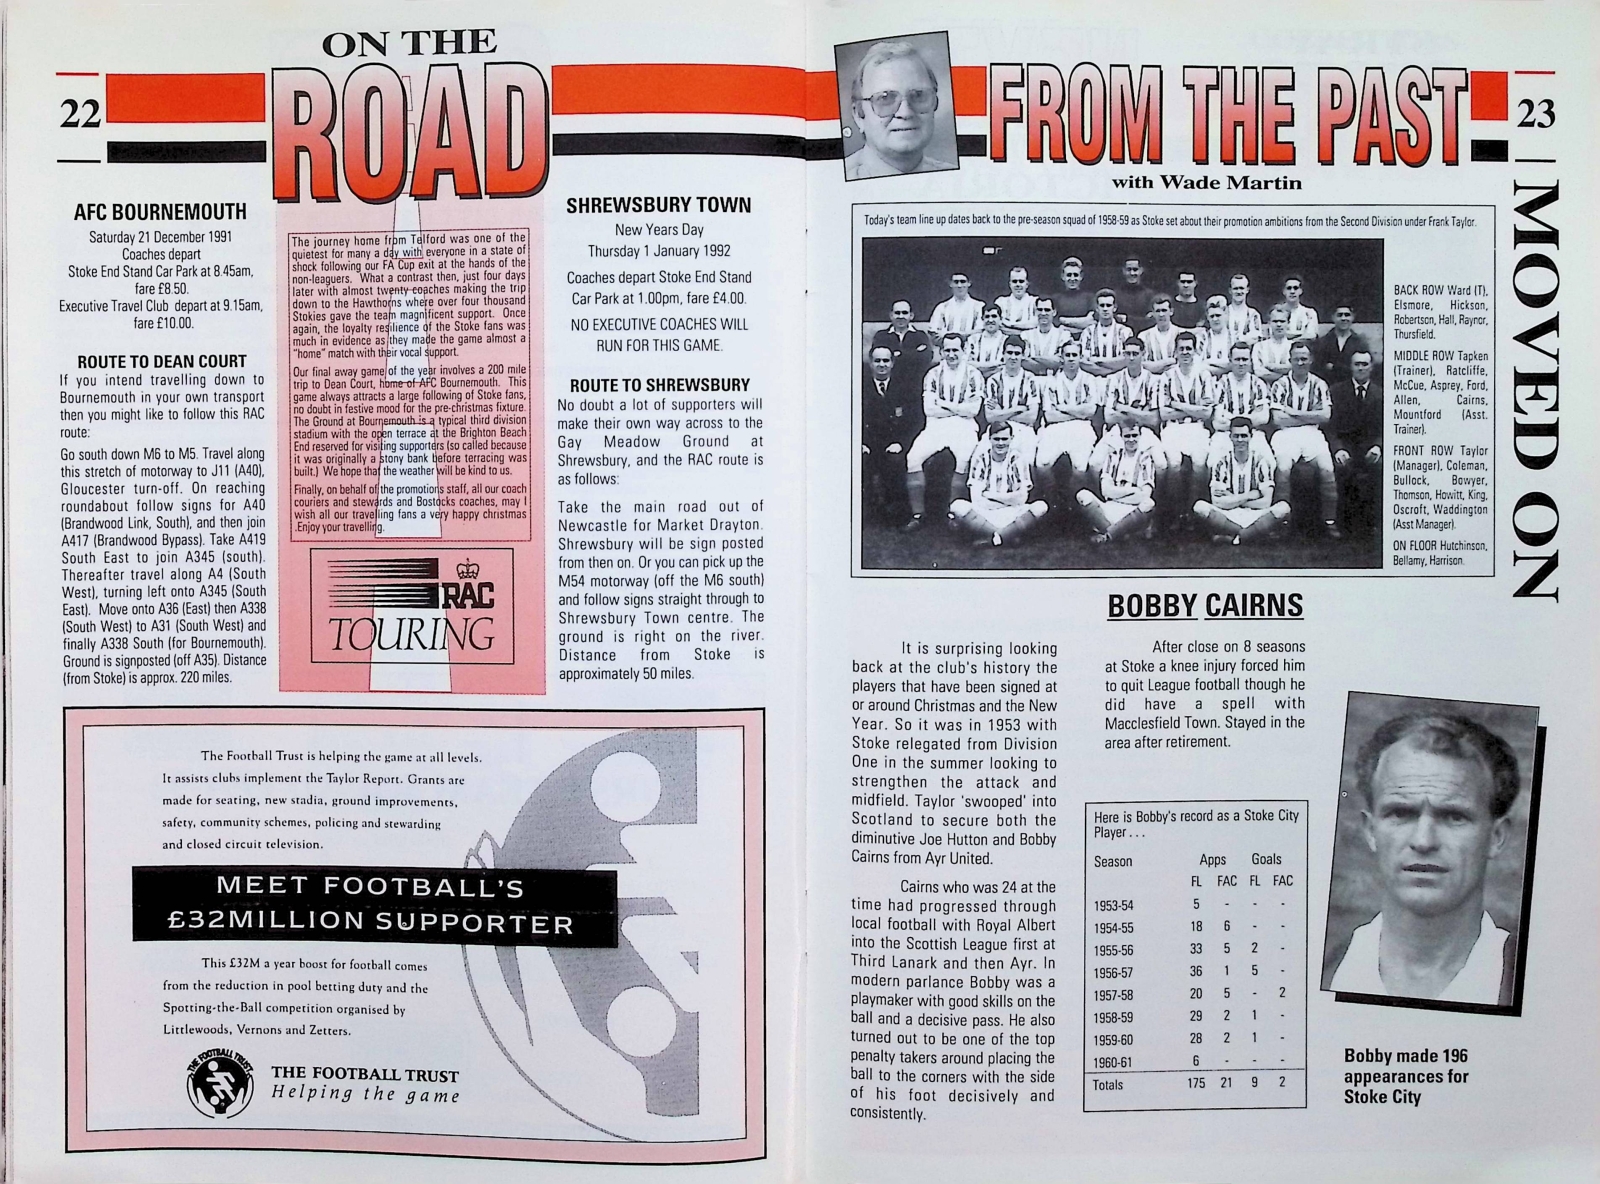 ON THE
ROAD
22
AFC BOURNEMOUTH
Saturday 21 December 1991
Coaches depart
Stoke End Stand Car Park at 8.45am,
fare £8.50.
Executive Travel Club depart at 9.15am,
fare £10.00.
ROUTE TO DEAN COURT
If you intend travelling down to
Bournemouth in your own transport
then you might like to follow this RAC
route:
Go south down M6 to M5. Travel along
this stretch of motorway to J11 (A40),
Gloucester turn-off. On reaching
roundabout follow signs for A40
(Brandwood Link, South), and then join
A417 (Brandwood Bypass). Take A419
South East to join A345 (south).
Thereafter travel along A4 (South
West), turning left onto A345 (South
East). Move onto A36 (East) then A338
(South West) to A31 (South West) and
finally A338 South (for Bournemouth).
Ground is signposted (off A35). Distance
(from Stoke) is approx. 220 miles.
The journey home from Telford was one of the
quietest for many a day with everyone in a state of
shock following our FA Cup exit at the hands of the
non-leaguers. What a contrast then, just four days
later with almost twenty coaches making the trip
down to the Hawthorns where over four thousand
Stokies gave the team magnificent support. Once
again, the loyalty resilience of the Stoke fans was
much in evidence as they made the game almost a
"home" match with their vocal support.
Our final away game of the year involves a 200 mile
trip to Dean Court, home of AFC Bournemouth. This
game always attracts a large following of Stoke fans,
no doubt in festive mood for the pre-christmas fixture.
The Ground at Bournemouth is a typical third division
stadium with the open terrace at the Brighton Beach
End reserved for visiting supporters (so called because
it was originally a stony bank before terracing was
built.) We hope that the weather will be kind to us.
Finally, on behalf of the promotions staff, all our coach
couriers and stewards and Bostocks coaches, may I
wish all our travelling fans a very happy christmas
.Enjoy your travelling.
RAC
TOURING
SHREWSBURY TOWN
New Years Day
Thursday 1 January 1992
Coaches depart Stoke End Stand
Car Park at 1.00pm, fare £4.00.
NO EXECUTIVE COACHES WILL
RUN FOR THIS GAME.
ROUTE TO SHREWSBURY
No doubt a lot of supporters will
make their own way across to the
Gay Meadow Ground at
Shrewsbury, and the RAC route is
as follows:
Take the main road out of
Newcastle for Market Drayton.
Shrewsbury will be sign posted
from then on. Or you can pick up the
M54 motorway (off the M6 south)
and follow signs straight through to
Shrewsbury Town centre. The
ground is right on the river.
Distance from Stoke is
approximately 50 miles.
The Football Trust is helping the game at all levels.
It assists clubs implement the Taylor Report. Grants are
made for seating, new stadia, ground improvements,
safety, community schemes, policing and stewarding
and closed circuit television.
MEET FOOTBALL'S
£32MILLION SUPPORTER
This £32M a year boost for football comes
from the reduction in pool betting duty and the
Spotting-the-Ball competition organised by
Littlewoods, Vernons and Zetters.
THE FOOTBALL TRUST
THE FOOTBALL TRUST
Helping the game
FROM THE PAST
with Wade Martin
23
MOVED ON
Today's team line up dates back to the pre-season squad of 1958-59 as Stoke set about their promotion ambitions from the Second Division under Frank Taylor.
BACK ROW Ward (T),
Elsmore, Hickson,
Robertson, Hall, Raynor,
Thursfield.
MIDDLE ROW Tapken
(Trainer), Ratcliffe,
McCue, Asprey, Ford,
Allen, Cairns,
Mountford (Asst.
Trainer).
FRONT ROW Taylor
(Manager), Coleman,
Bullock, Bowyer,
Thomson, Howitt, King,
Oscroft, Waddington
(Asst Manager).
ON FLOOR Hutchinson,
Bellamy, Harrison.
BOBBY CAIRNS
It is surprising looking
back at the club's history the
players that have been signed at
or around Christmas and the New
Year. So it was in 1953 with
Stoke relegated from Division
One in the summer looking to
strengthen the attack and
midfield. Taylor 'swooped' into
Scotland to secure both the
diminutive Joe Hutton and Bobby
Cairns from Ayr United.
Cairns who was 24 at the
time had progressed through
local football with Royal Albert
into the Scottish League first at
Third Lanark and then Ayr. In
modern parlance Bobby was a
playmaker with good skills on the
ball and a decisive pass. He also
turned out to be one of the top
penalty takers around placing the
ball to the corners with the side
of his foot decisively and
consistently.
After close on 8 seasons
at Stoke a knee injury forced him
to quit League football though he
did have a spell with
Macclesfield Town. Stayed in the
area after retirement.
Here is Bobby's record as a Stoke City
Player . . .
Season Apps Goals
FL FAC FL FAC
1953-54 5 - - -
1954-55 18 6 - -
1955-56 33 5 2 -
1956-57 36 1 5 -
1957-58 20 5 - 2
1958-59 29 2 1 -
1959-60 28 2 1 -
1960-61 6 - - -
Totals 175 21 9 2
Bobby made 196
appearances for
Stoke City